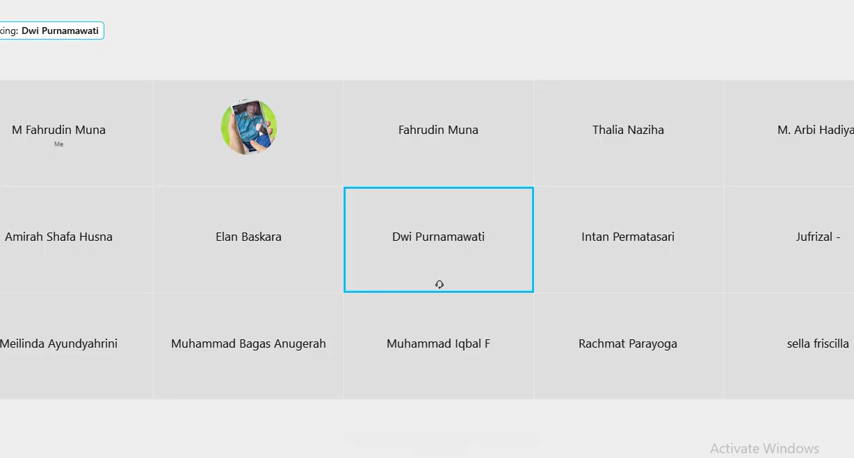 king: Dwi Purnamawati
M Fahrudin Muna
Me
Fahrudin Muna
Thalia Naziha
M. Arbi Hadiya
Amirah Shafa Husna
Elan Baskara
Dwi Purnamawati
Intan Permatasari
Jufrizal -
Meilinda Ayundyahrini
Muhammad Bagas Anugerah
Muhammad Iqbal F
Rachmat Parayoga
sella friscilla
Activate Windows